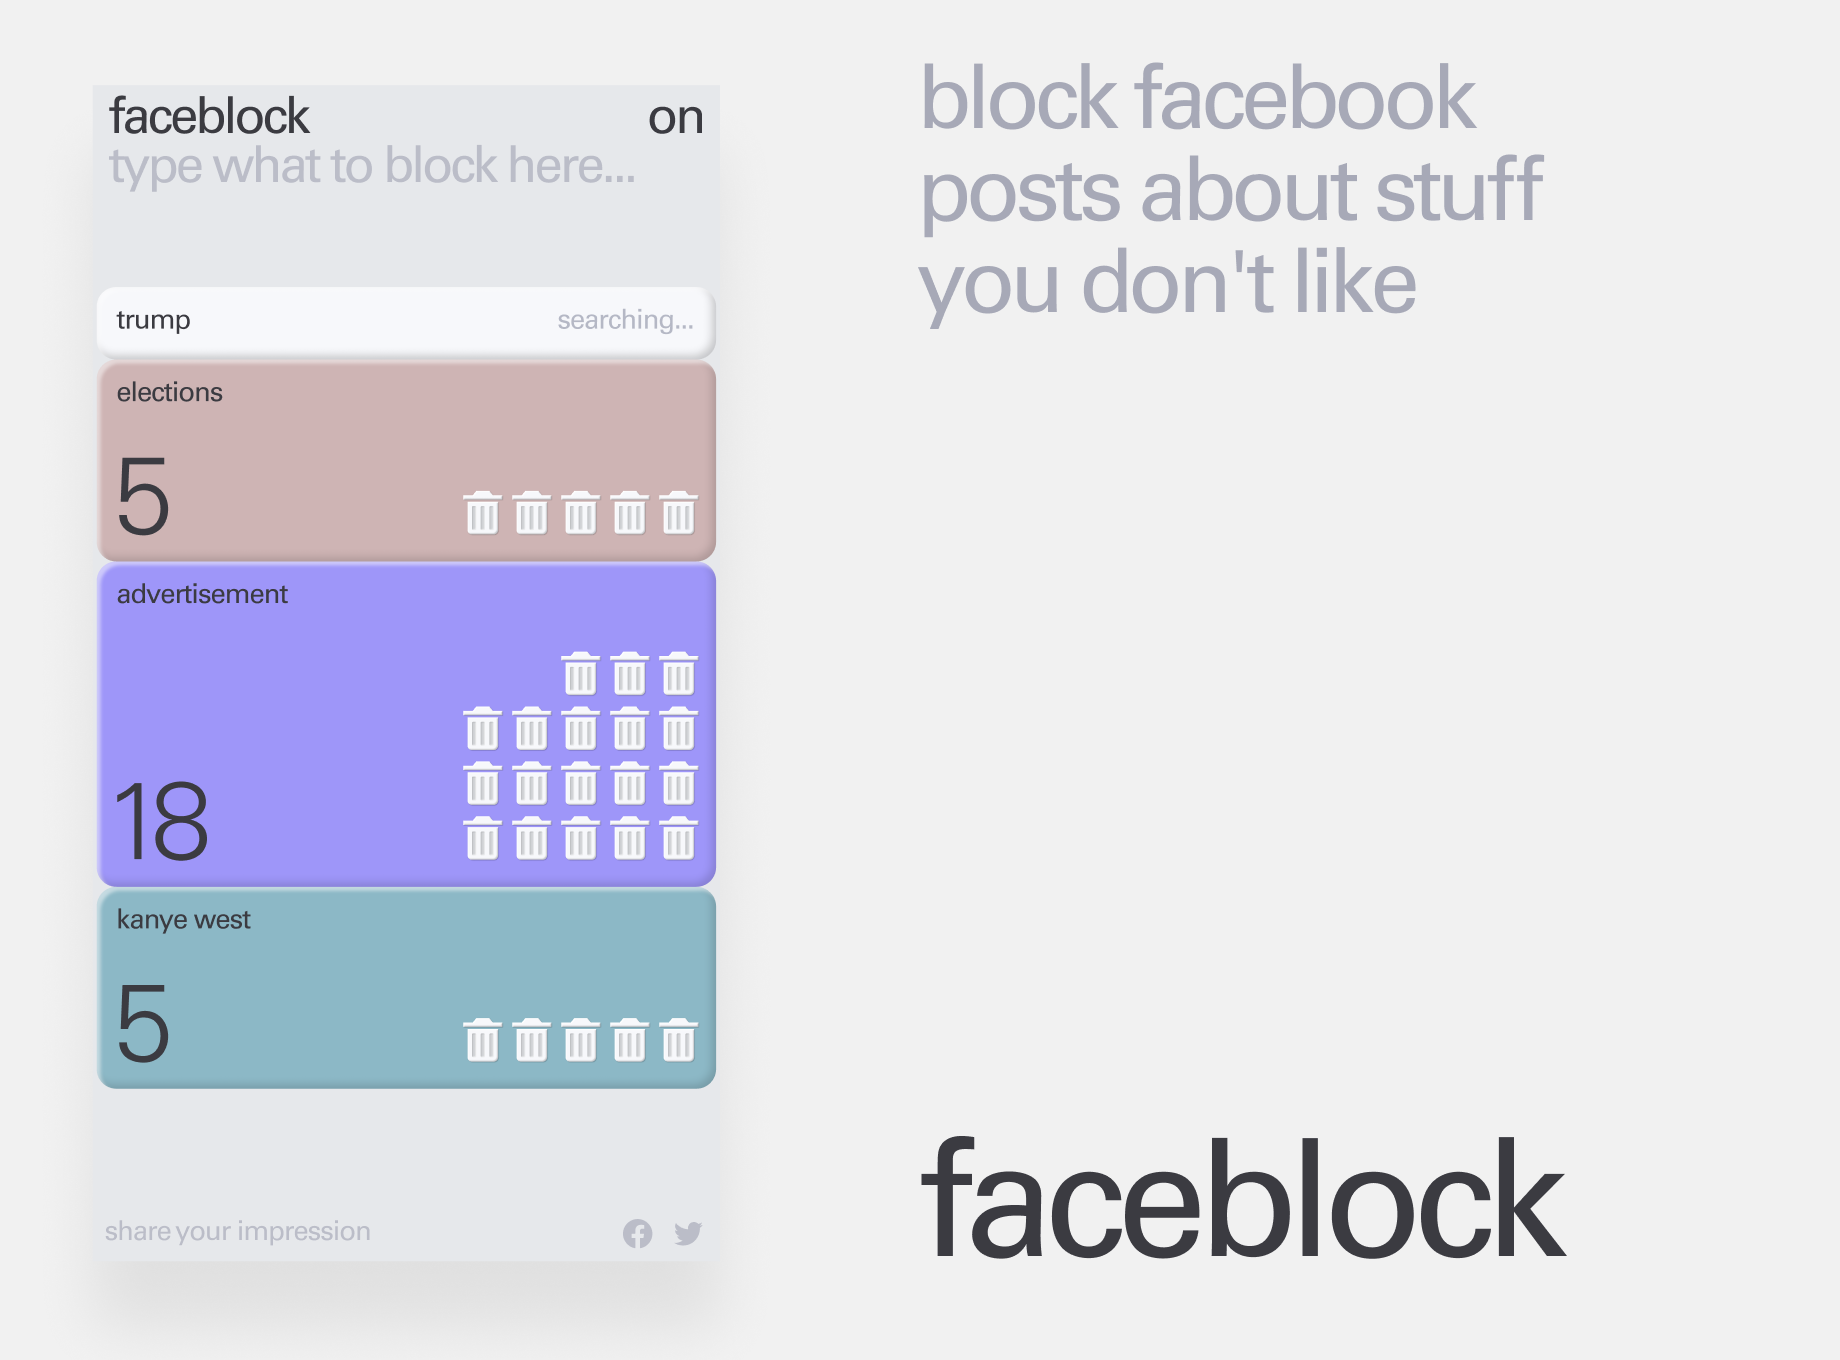 faceblock on
type what to block here...
trump searching...
elections
5
advertisement
18
kanye west
5
share your impression
block facebook
posts about stuff
you don't like
faceblock